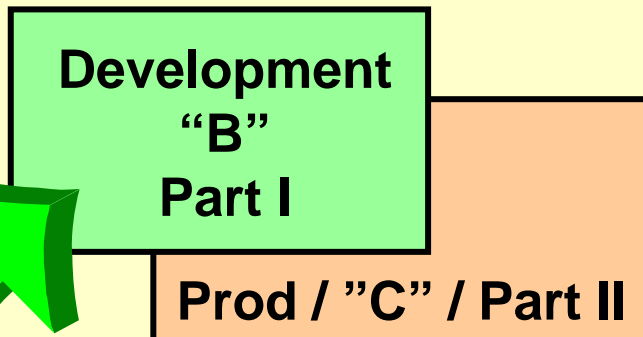 Development
“B”
Part I
Prod / ”C” / Part II